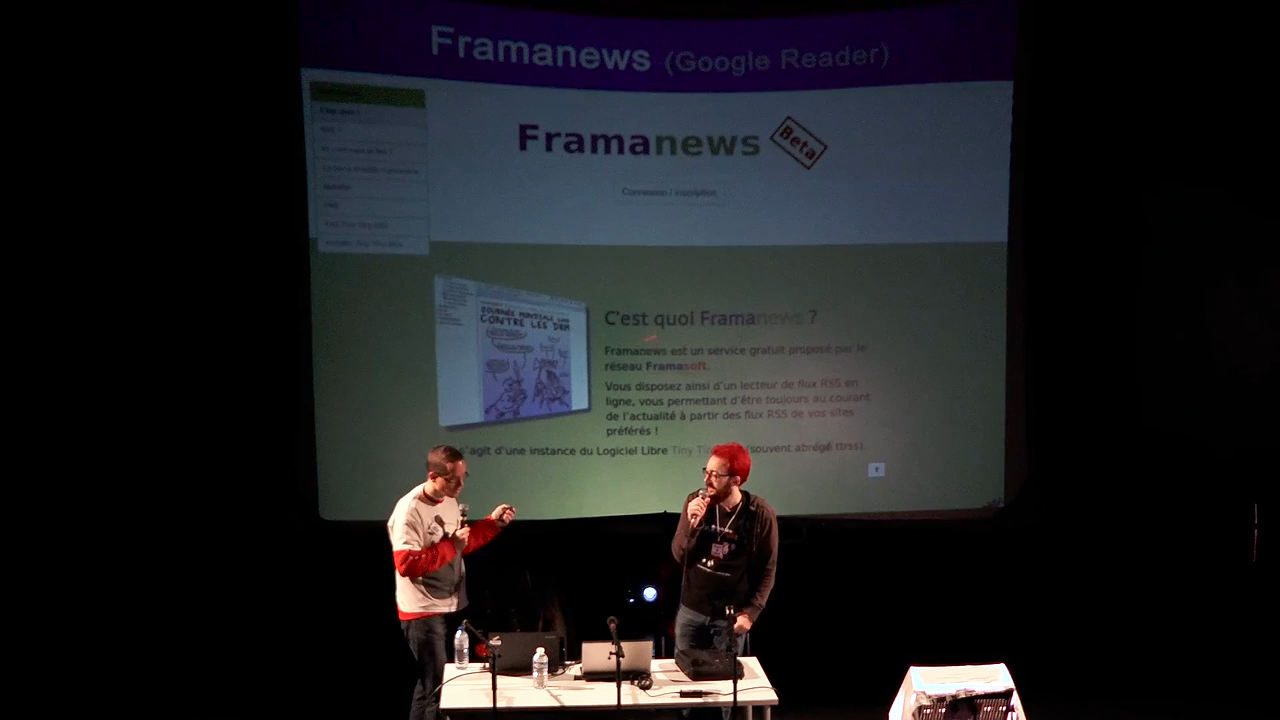 Framanews (Google Reader)
Framanews Beta
Connexion / Inscription
JOURNÉE MONDIALE
CONTRE LES DRM
C'est quoi Framanews ?
Framanews est un service gratuit proposé par le
réseau Framasoft.
Vous disposez ainsi d'un lecteur de flux RSS en
ligne, vous permettant d'être toujours au courant
de l'actualité à partir des flux RSS de vos sites
préférés !
s'agit d'une instance du Logiciel Libre Tiny (souvent abrégé ttrss).